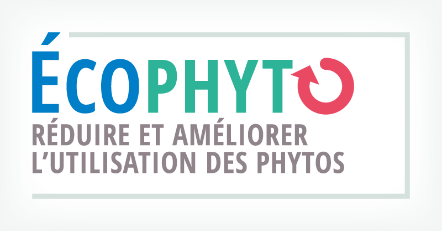 ÉCOPHYTO
RÉDUIRE ET AMÉLIORER
L'UTILISATION DES PHYTOS